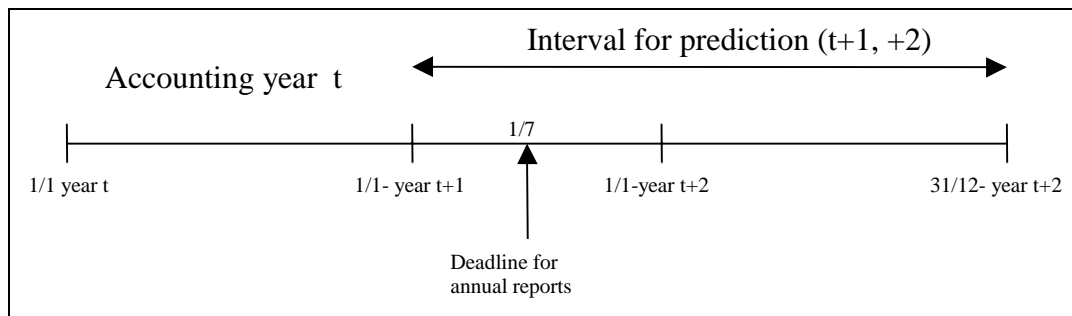 Interval for prediction (t+1, +2)
Accounting year t
1/7
1/1 year t
1/1- year t+1
1/1-year t+2
31/12- year t+2
Deadline for
annual reports